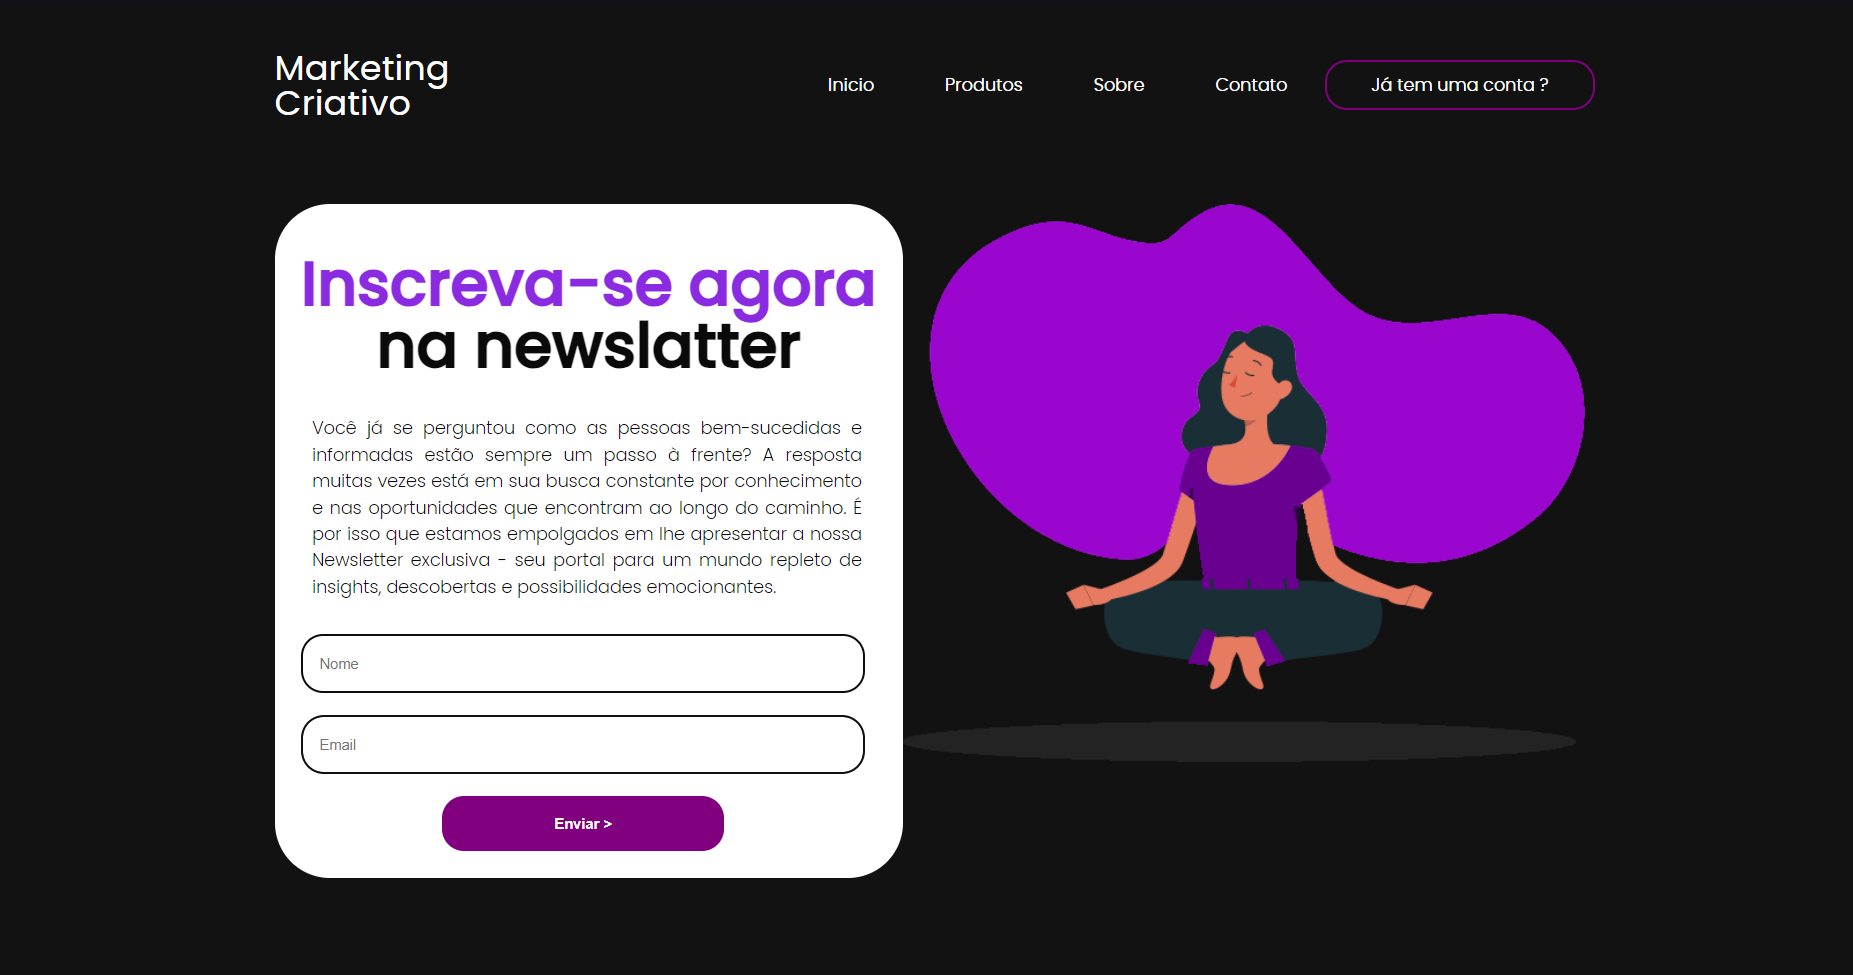 Marketing
Criativo
Inicio Produtos Sobre Contato Já tem uma conta ?
Inscreva-se agora
na newslatter
Você já se perguntou como as pessoas bem-sucedidas e
informadas estão sempre um passo à frente? A resposta
muitas vezes está em sua busca constante por conhecimento
e nas oportunidades que encontram ao longo do caminho. É
por isso que estamos empolgados em lhe apresentar a nossa
Newsletter exclusiva - seu portal para um mundo repleto de
insights, descobertas e possibilidades emocionantes.
Nome
Email
Enviar >